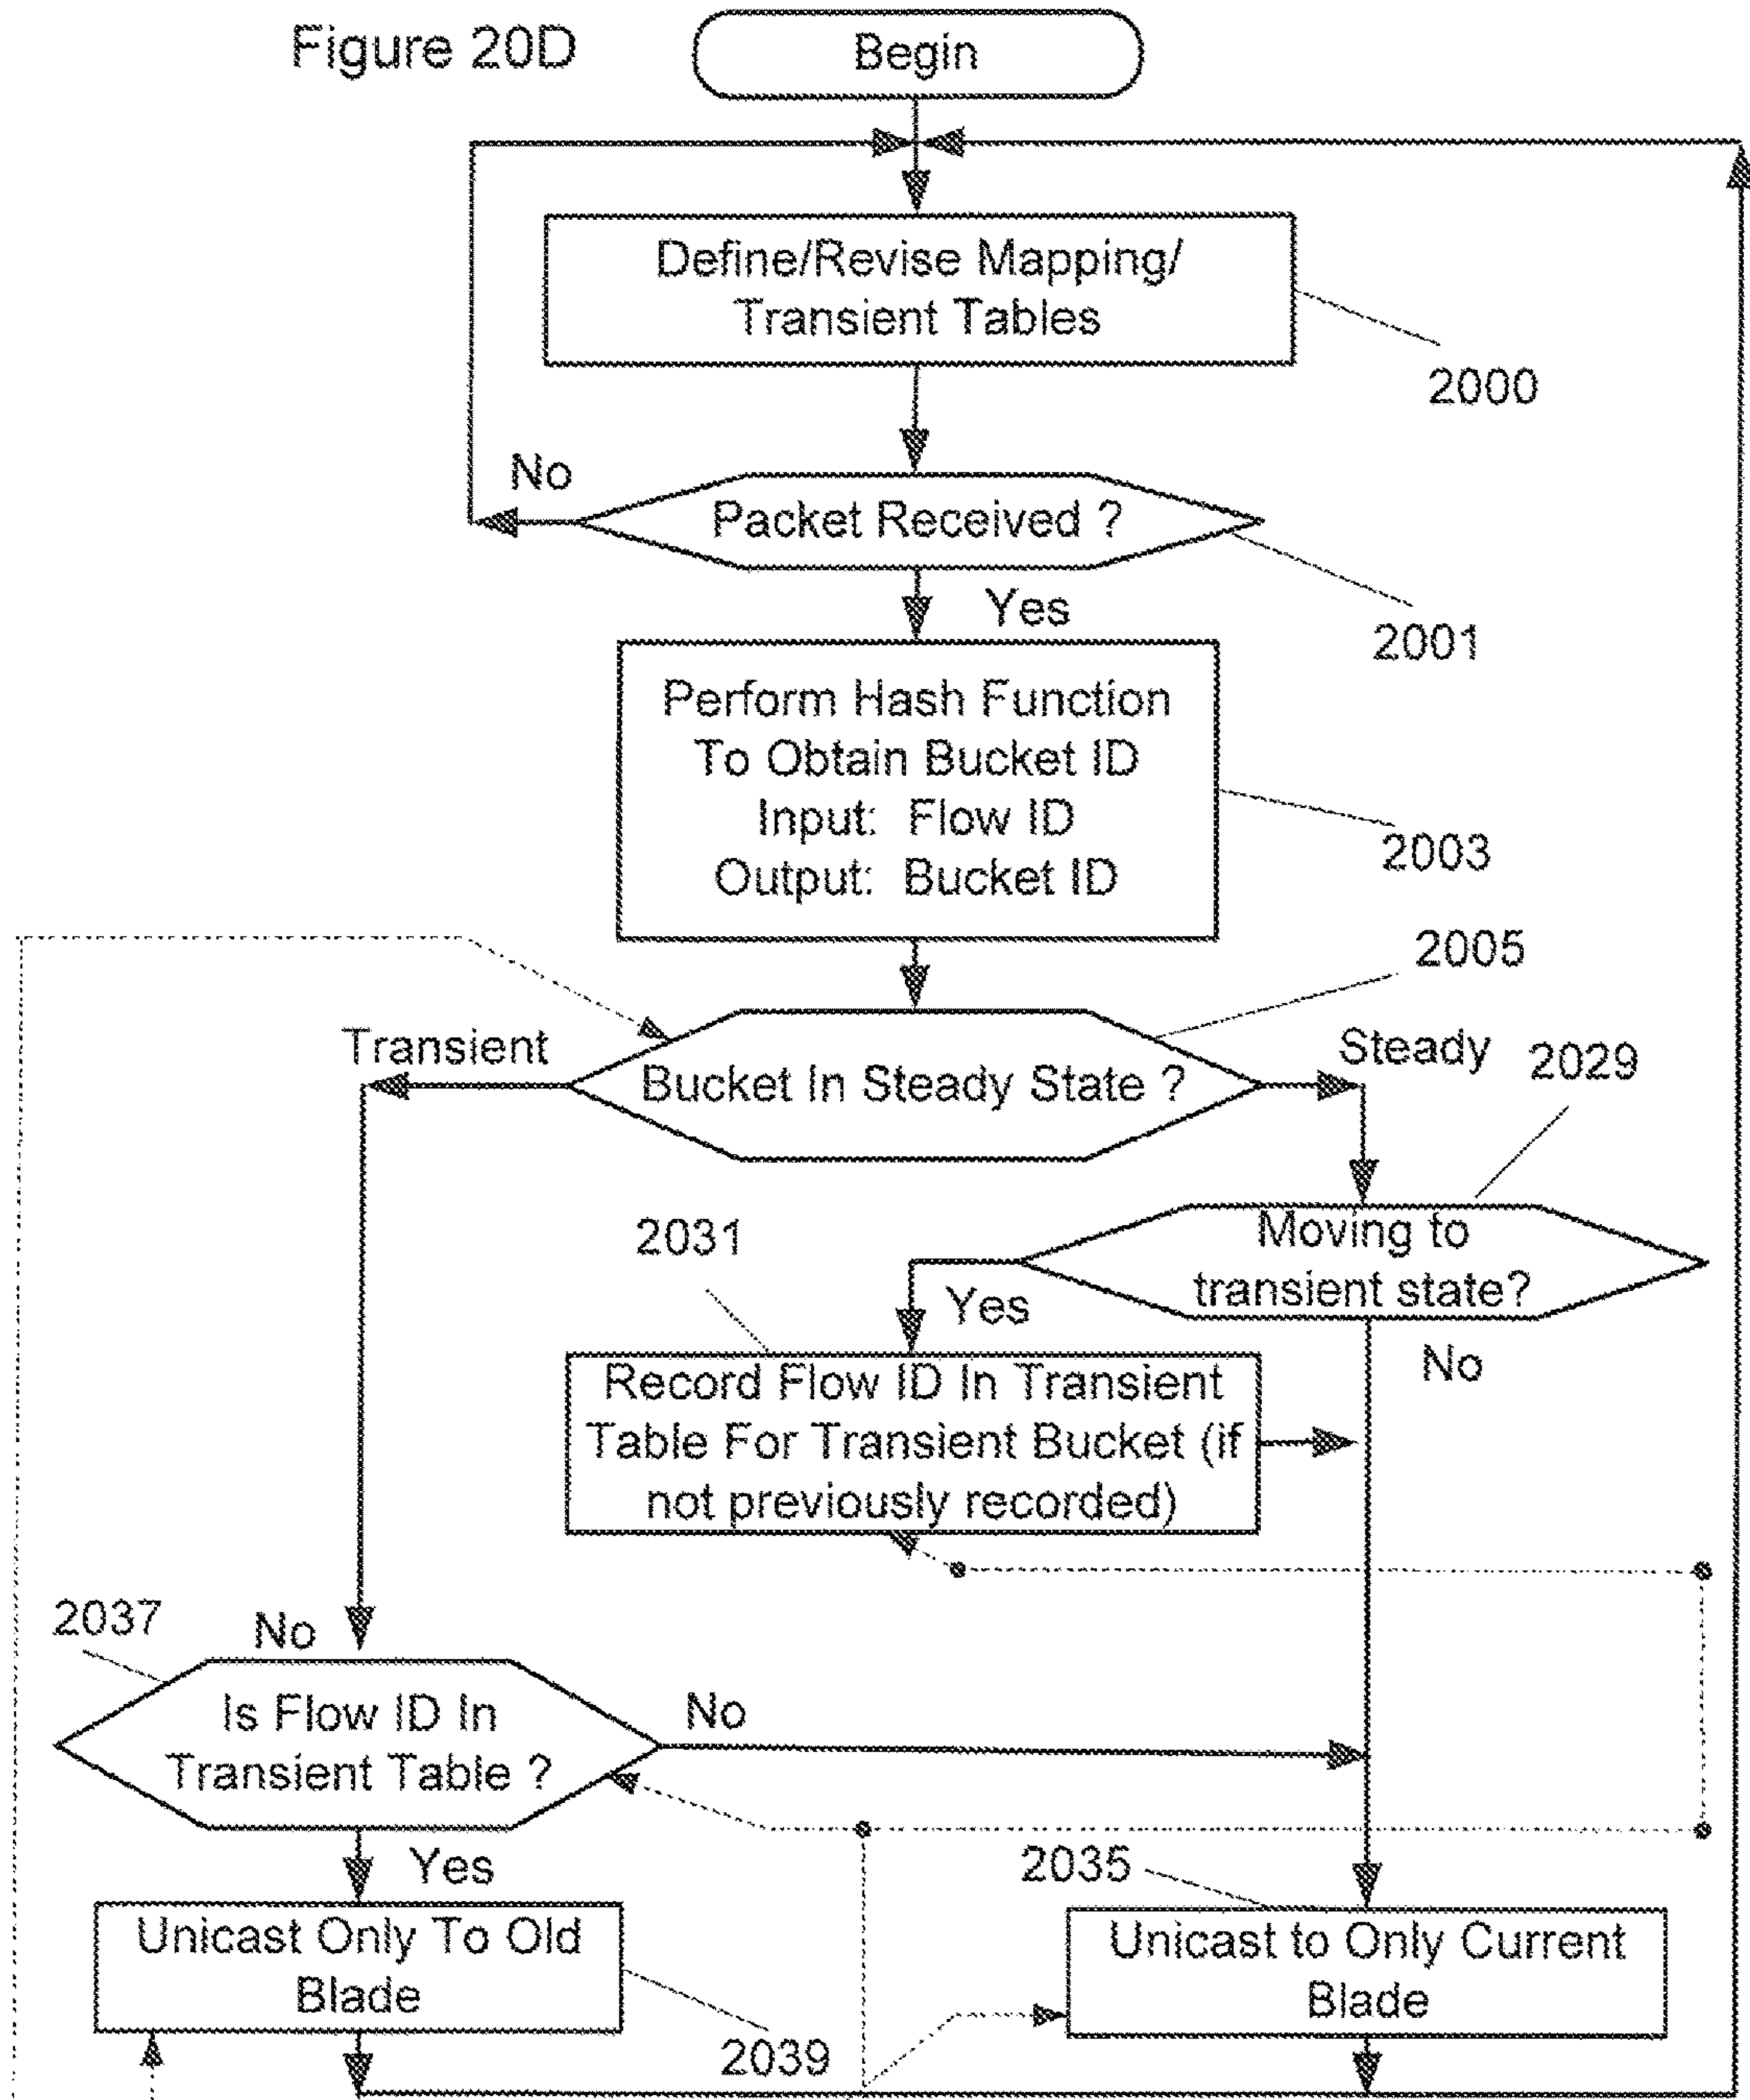 Figure 20D
Begin
Define/Revise Mapping/
Transient Tables
2000
No
Packet Received ?
Yes
2001
Perform Hash Function
To Obtain Bucket ID
Input: Flow ID
Output: Bucket ID
2003
2005
Transient
Bucket In Steady State ?
Steady
2029
2031
Moving to
transient state?
Yes
No
Record Flow ID In Transient
Table For Transient Bucket (if
not previously recorded)
2037
No
Is Flow ID In
Transient Table ?
No
Yes
2035
Unicast Only To Old
Blade
2039
Unicast to Only Current
Blade